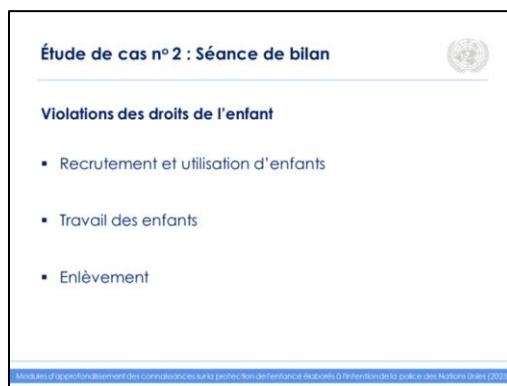 Étude de cas nº 2 : Séance de bilan
Violations des droits de l'enfant
▪ Recrutement et utilisation d'enfants
▪ Travail des enfants
▪ Enlèvement
Modules d'approfondissement des connaissances sur la protection de l'enfance élaborés à l'intention de la police des Nations Unies (2023